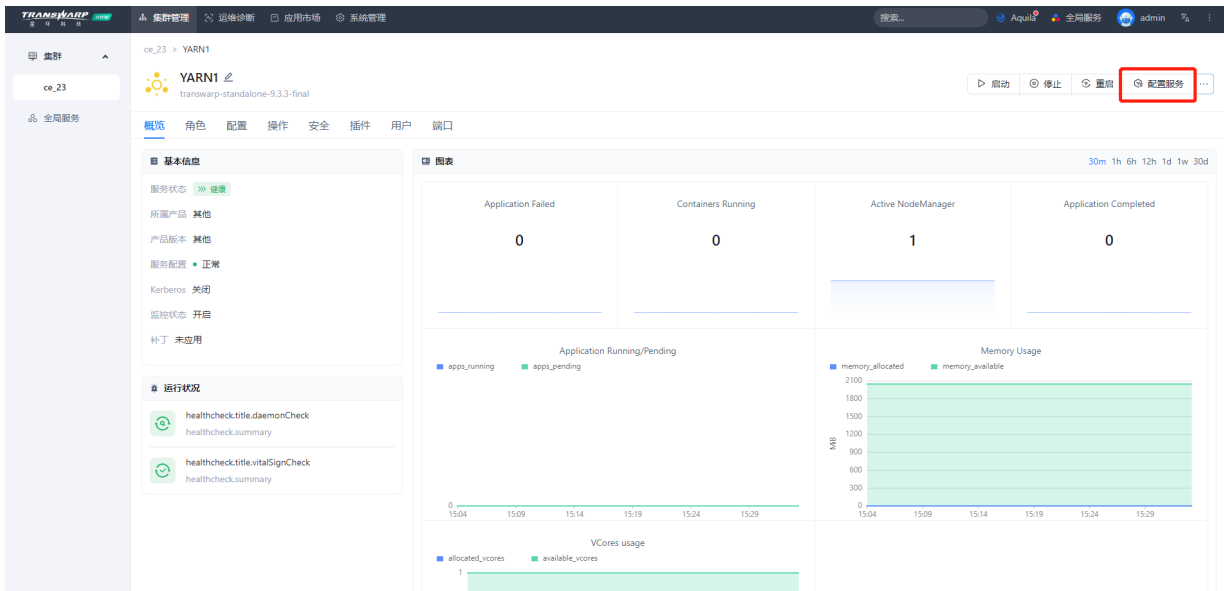 TRANSWARP
星环科技
集群管理 运维诊断 应用市场 系统管理
搜索... Aquila 全局服务 admin
集群
ce_23
全局服务
ce_23 > YARN1
YARN1
transwarp-standalone-9.3.3-final
启动 停止 重启 配置服务 ...
概览 角色 配置 操作 安全 插件 用户 端口
基本信息
服务状态 健康
所属产品 其他
产品版本 其他
服务配置 正常
Kerberos 关闭
监控状态 开启
补丁 未应用
运行状况
healthcheck.title.daemonCheck
healthcheck.summary
healthcheck.title.vitalSignCheck
healthcheck.summary
图表
30m 1h 6h 12h 1d 1w 30d
Application Failed
0
Containers Running
0
Active NodeManager
1
Application Completed
0
Application Running/Pending
apps_running apps_pending
0
15:04 15:09 15:14 15:19 15:24 15:29
Memory Usage
memory_allocated memory_available
MiB
2100
1800
1500
1200
900
600
300
0
15:04 15:09 15:14 15:19 15:24 15:29
VCores usage
allocated_vcores available_vcores
1